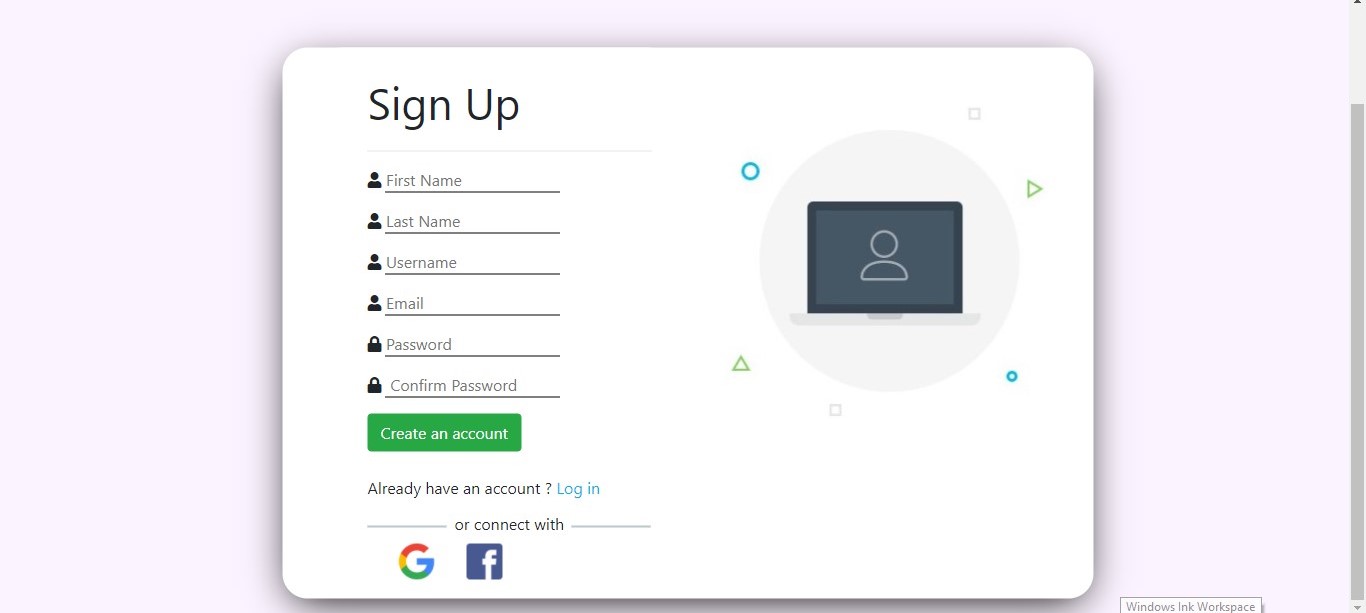 Sign Up
First Name
Last Name
Username
Email
Password
Confirm Password
Create an account
Already have an account ? Log in
or connect with
Windows Ink Workspace